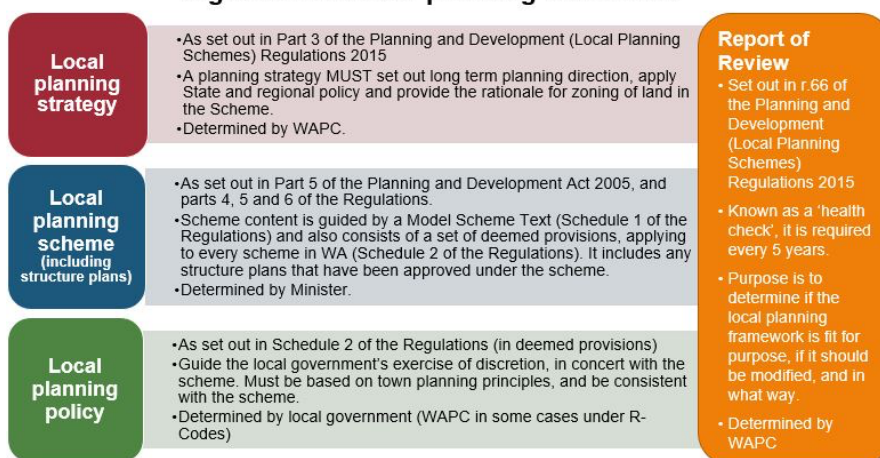 Local
planning
strategy
•As set out in Part 3 of the Planning and Development (Local Planning
Schemes) Regulations 2015
•A planning strategy MUST set out long term planning direction, apply
State and regional policy and provide the rationale for zoning of land in
the Scheme.
•Determined by WAPC.
Local
planning
scheme
(including
structure plans)
•As set out in Part 5 of the Planning and Development Act 2005, and
parts 4, 5 and 6 of the Regulations.
•Scheme content is guided by a Model Scheme Text (Schedule 1 of the
Regulations) and also consists of a set of deemed provisions, applying
to every scheme in WA (Schedule 2 of the Regulations). It includes any
structure plans that have been approved under the scheme.
•Determined by Minister.
Local
planning
policy
•As set out in Schedule 2 of the Regulations (in deemed provisions)
•Guide the local government's exercise of discretion, in concert with the
scheme. Must be based on town planning principles, and be consistent
with the scheme.
•Determined by local government (WAPC in some cases under R-
Codes)
Report of
Review
• Set out in r.66 of
the Planning and
Development
(Local Planning
Schemes)
Regulations 2015
• Known as a ‘health
check’, it is required
every 5 years.
• Purpose is to
determine if the
local planning
framework is fit for
purpose, if it should
be modified, and in
what way.
• Determined by
WAPC